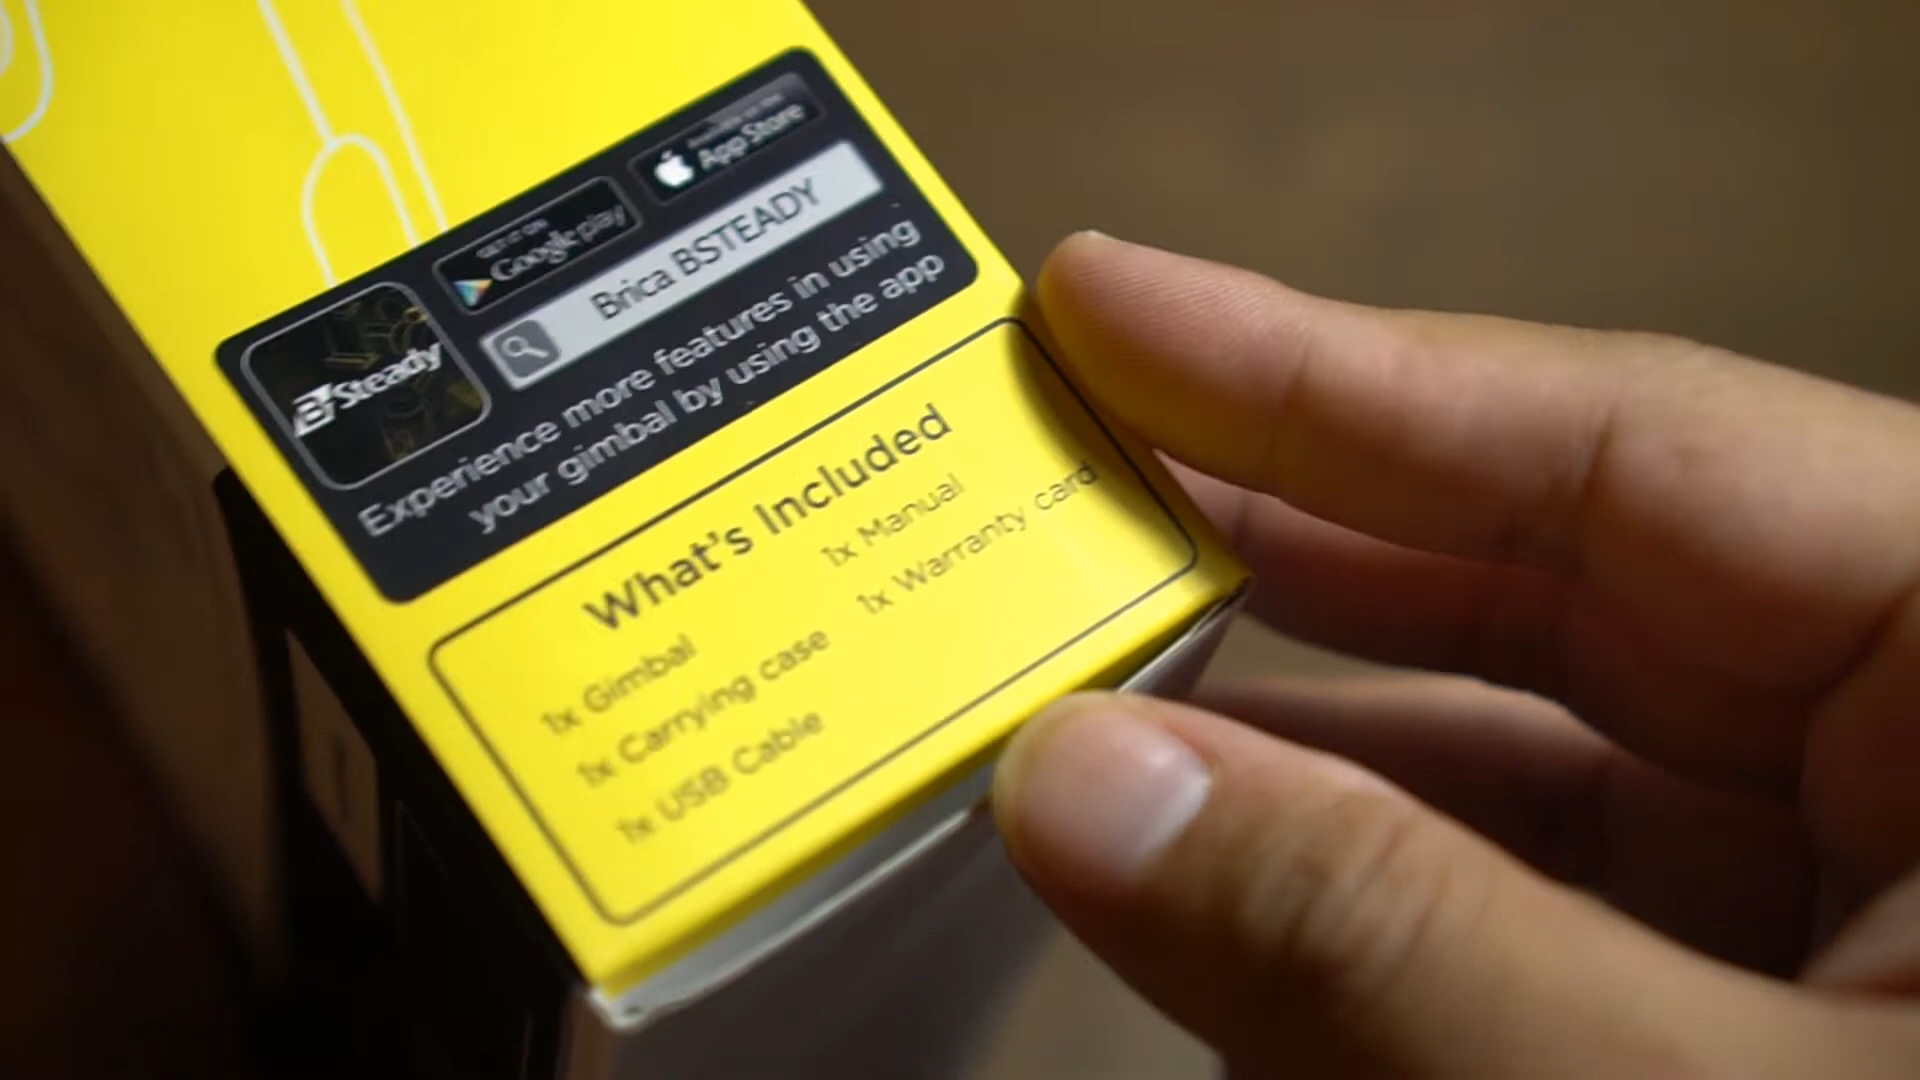 GET IT ON
Google play
App Store
Brica BSTEADY
B-Steady
Experience more features in using
your gimbal by using the app
What's Included
1x Gimbal
1x Carrying case
1x USB Cable
1x Manual
1x Warranty card